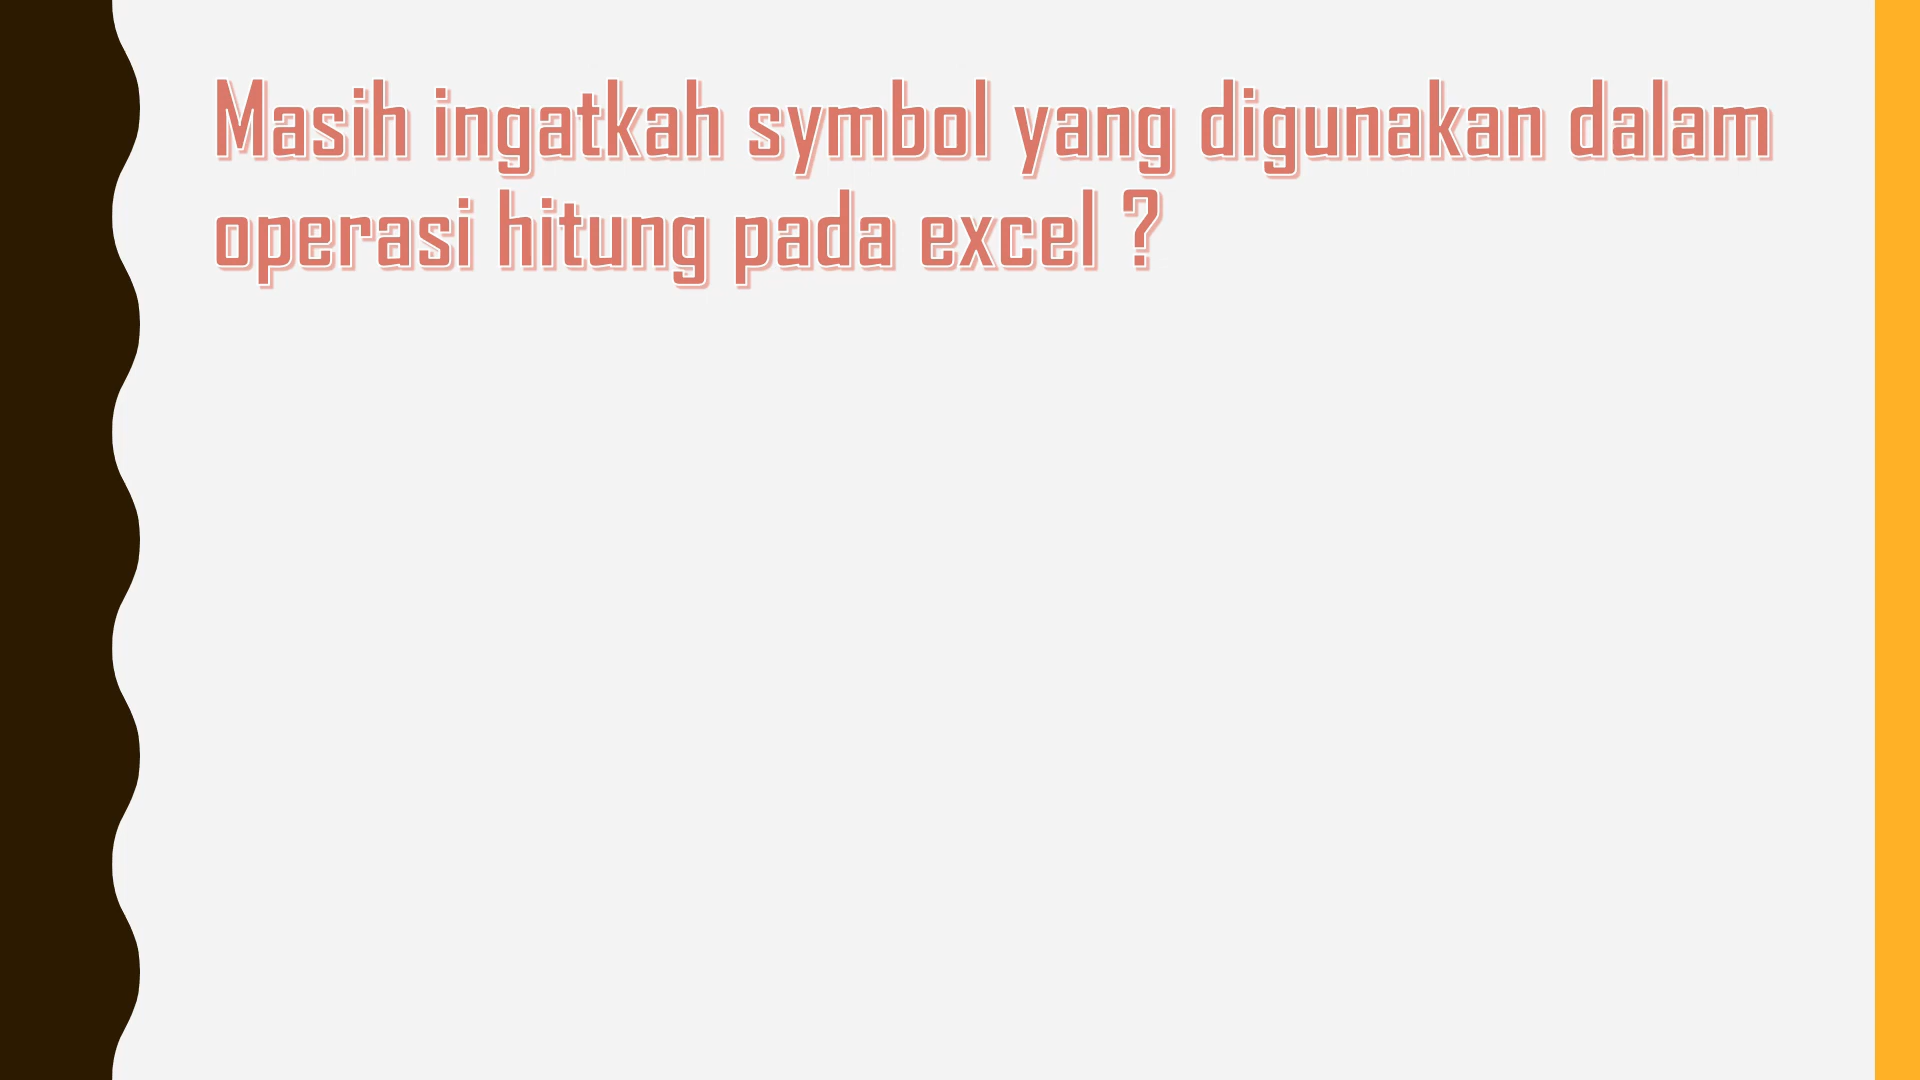 Masih ingatkah symbol yang digunakan dalam
operasi hitung pada excel ?